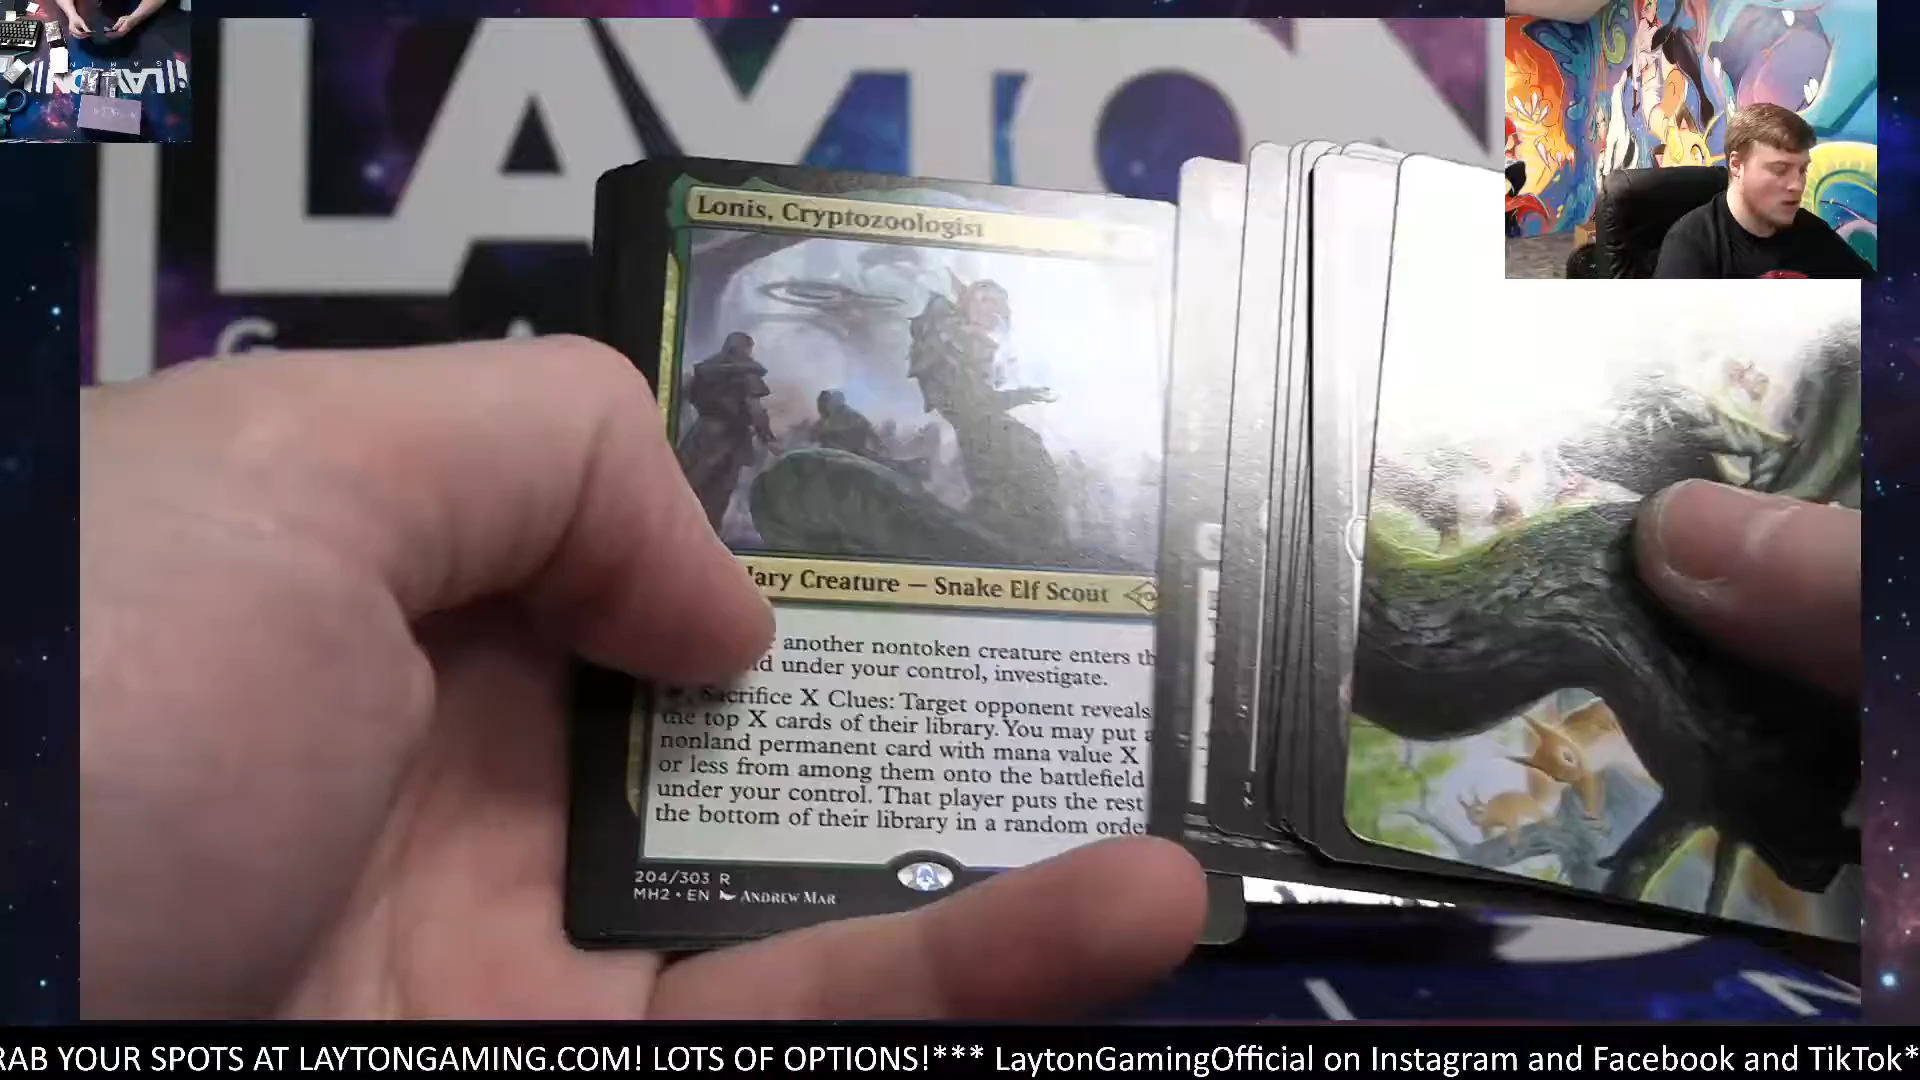 LAYTON
G A
Lonis, Cryptozoologist
dary Creature — Snake Elf Scout
another nontoken creature enters th
under your control, investigate.
Sacrifice X Clues: Target opponent reveals
the top X cards of their library. You may put a
nonland permanent card with mana value X
or less from among them onto the battlefield
under your control. That player puts the rest
the bottom of their library in a random orde
204/303 R
MH2 • EN ANDREW MAR
RAB YOUR SPOTS AT LAYTONGAMING.COM! LOTS OF OPTIONS!*** LaytonGamingOfficial on Instagram and Facebook and TikTok*